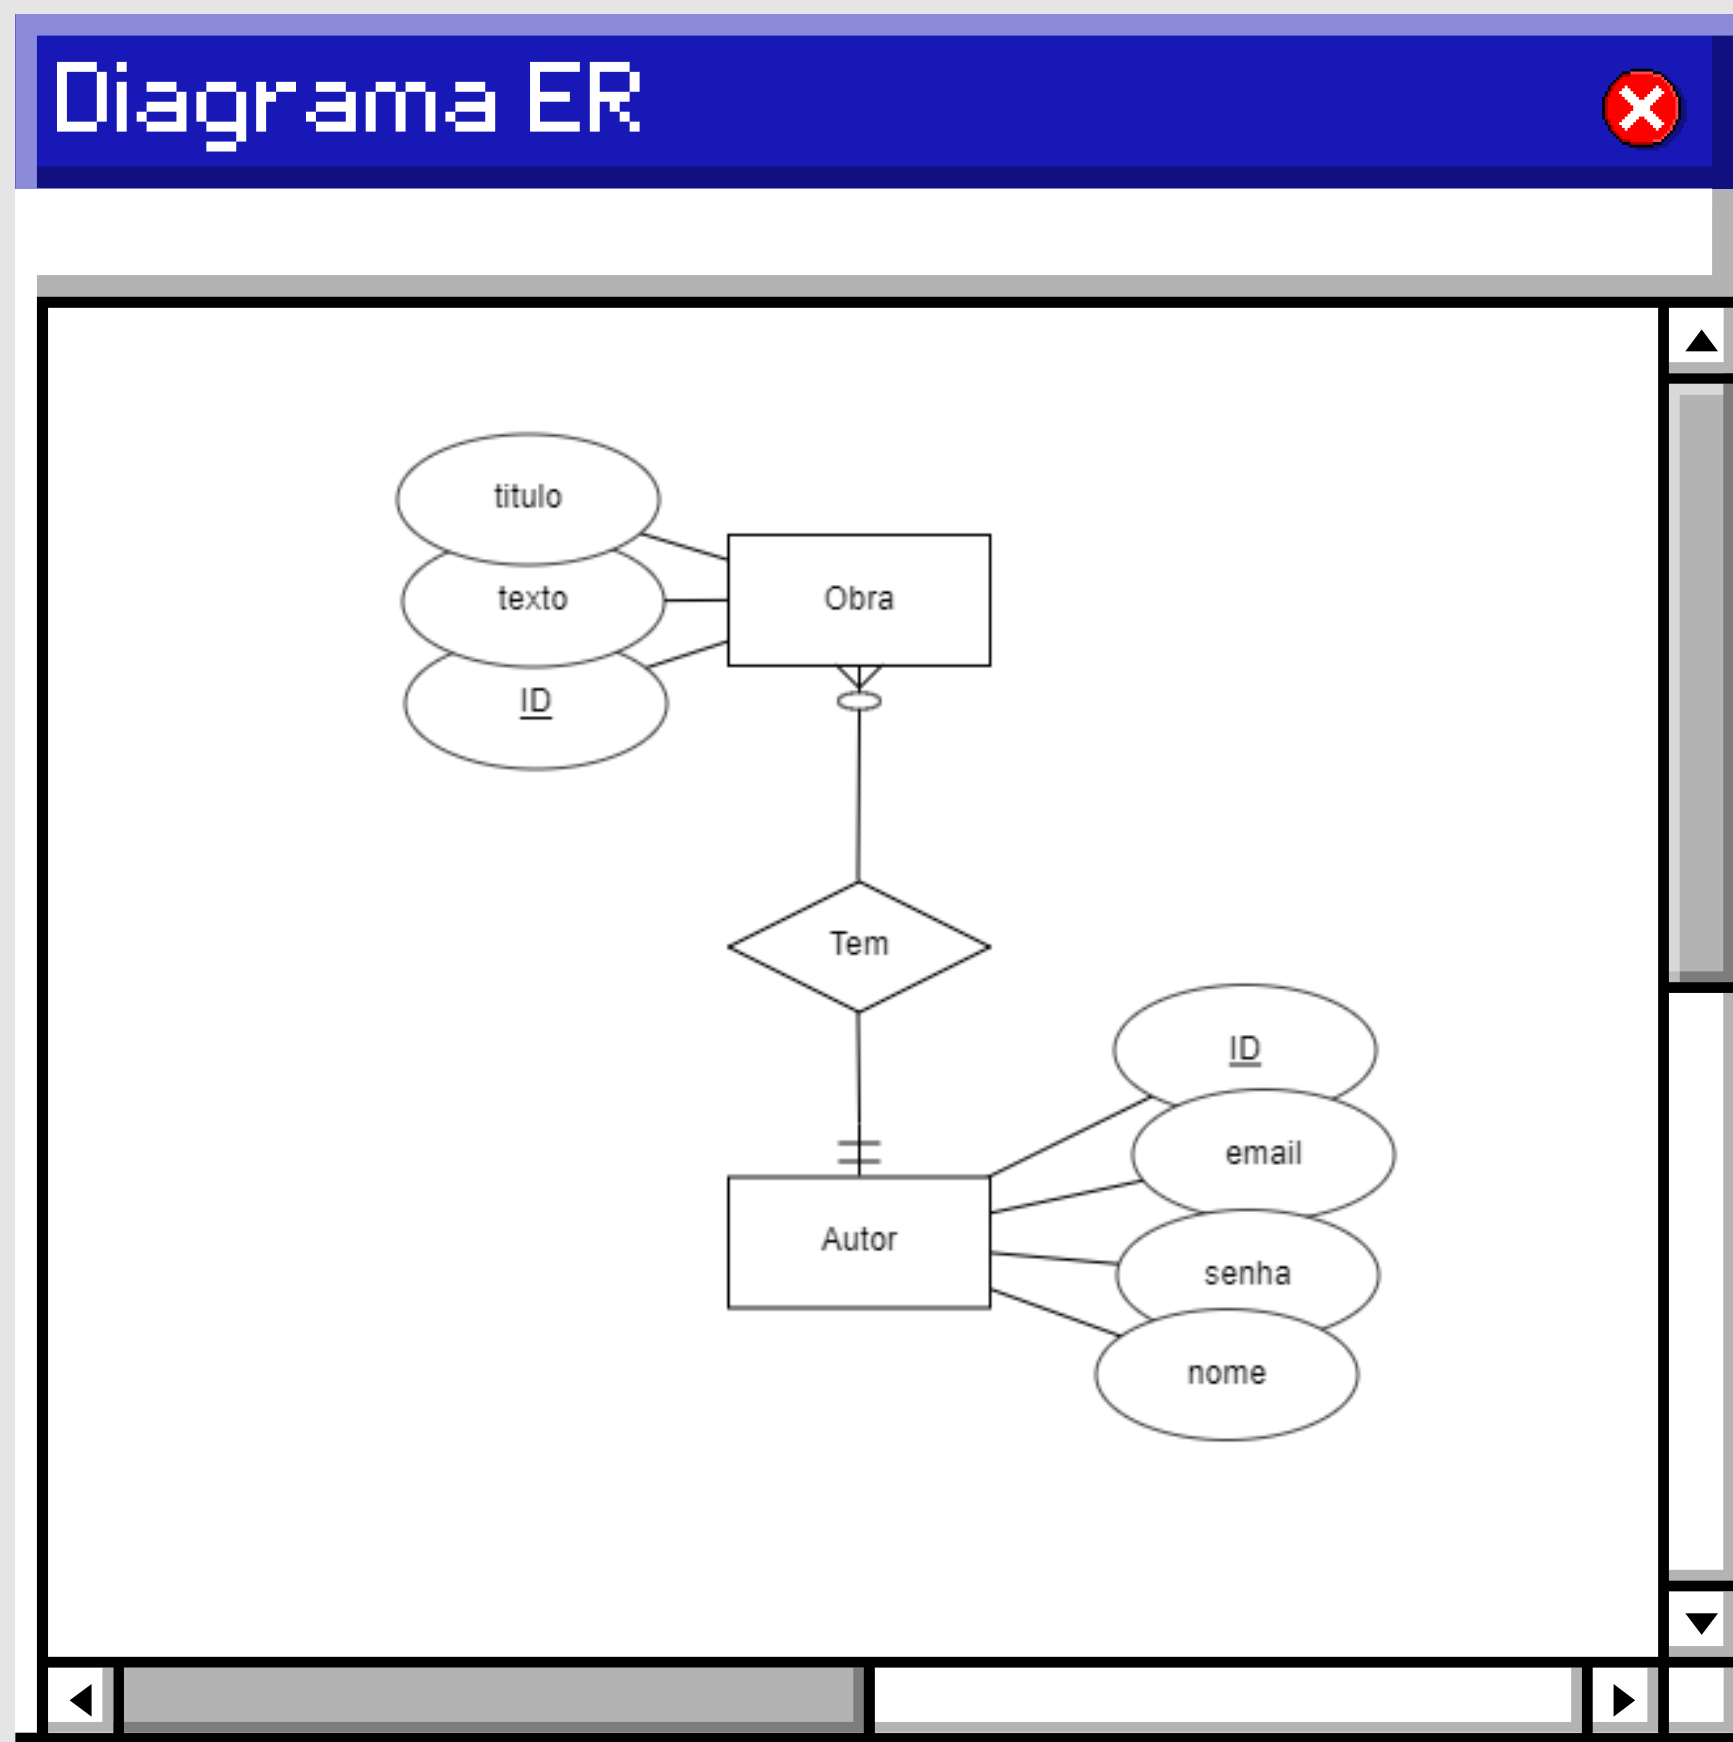 Diagrama ER
titulo
texto
Obra
ID
Tem
ID
email
Autor
senha
nome